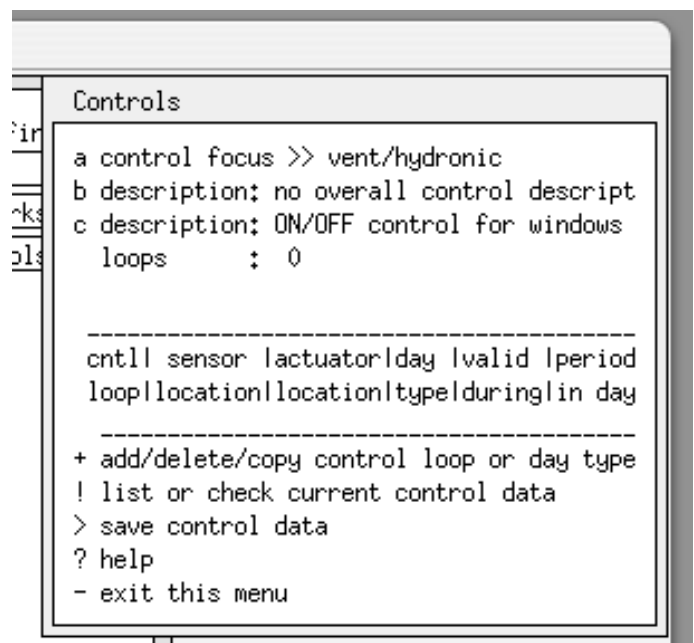 Controls
a control focus >> vent/hydronic
b description: no overall control descript
c description: ON/OFF control for windows
loops : 0
cntl| sensor |actuator|day |valid |period
loop|location|location|type|during|in day
+ add/delete/copy control loop or day type
! list or check current control data
> save control data
? help
- exit this menu